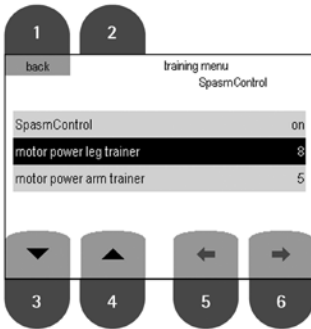 1 2
back training menu
SpasmControl
SpasmControl on
motor power leg trainer 8
motor power arm trainer 5
3 4 5 6